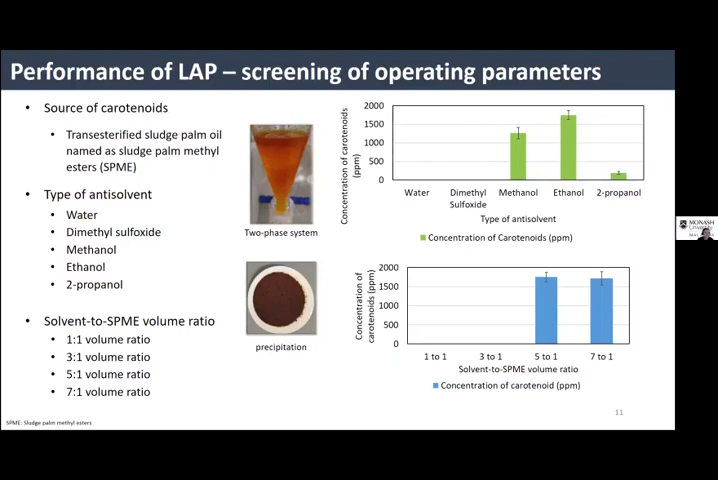 Performance of LAP – screening of operating parameters
• Source of carotenoids
• Transesterified sludge palm oil
named as sludge palm methyl
esters (SPME)
• Type of antisolvent
• Water
• Dimethyl sulfoxide
• Methanol
• Ethanol
• 2-propanol
• Solvent-to-SPME volume ratio
• 1:1 volume ratio
• 3:1 volume ratio
• 5:1 volume ratio
• 7:1 volume ratio
SPME: Sludge palm methyl esters
Two-phase system
precipitation
Concentration of carotenoids
(ppm)
2000
1500
1000
500
0
Water
Dimethyl
Sulfoxide
Methanol
Ethanol
2-propanol
Type of antisolvent
Concentration of Carotenoids (ppm)
Concentration of
carotenoids (ppm)
2000
1500
1000
500
0
1 to 1
3 to 1
5 to 1
7 to 1
Solvent-to-SPME volume ratio
Concentration of carotenoid (ppm)
11
MONASH